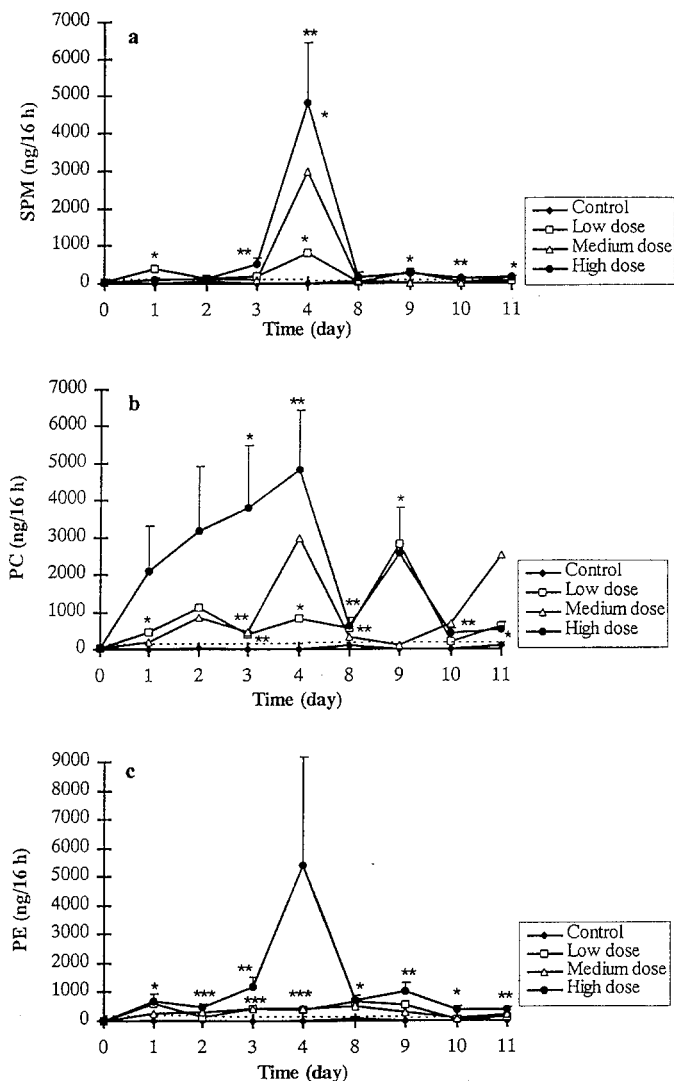 a
7000
6000
5000
4000
3000
2000
1000
0
SPM (ng/16 h)
**
*
*
**
*
*
**
*
0 1 2 3 4 8 9 10 11
Time (day)
Control
Low dose
Medium dose
High dose
b
7000
6000
5000
4000
3000
2000
1000
0
PC (ng/16 h)
**
*
*
*
**
**
*
**
**
**
*
0 1 2 3 4 8 9 10 11
Time (day)
Control
Low dose
Medium dose
High dose
c
9000
8000
7000
6000
5000
4000
3000
2000
1000
0
PE (ng/16 h)
*
***
**
***
***
*
**
*
**
0 1 2 3 4 8 9 10 11
Time (day)
Control
Low dose
Medium dose
High dose